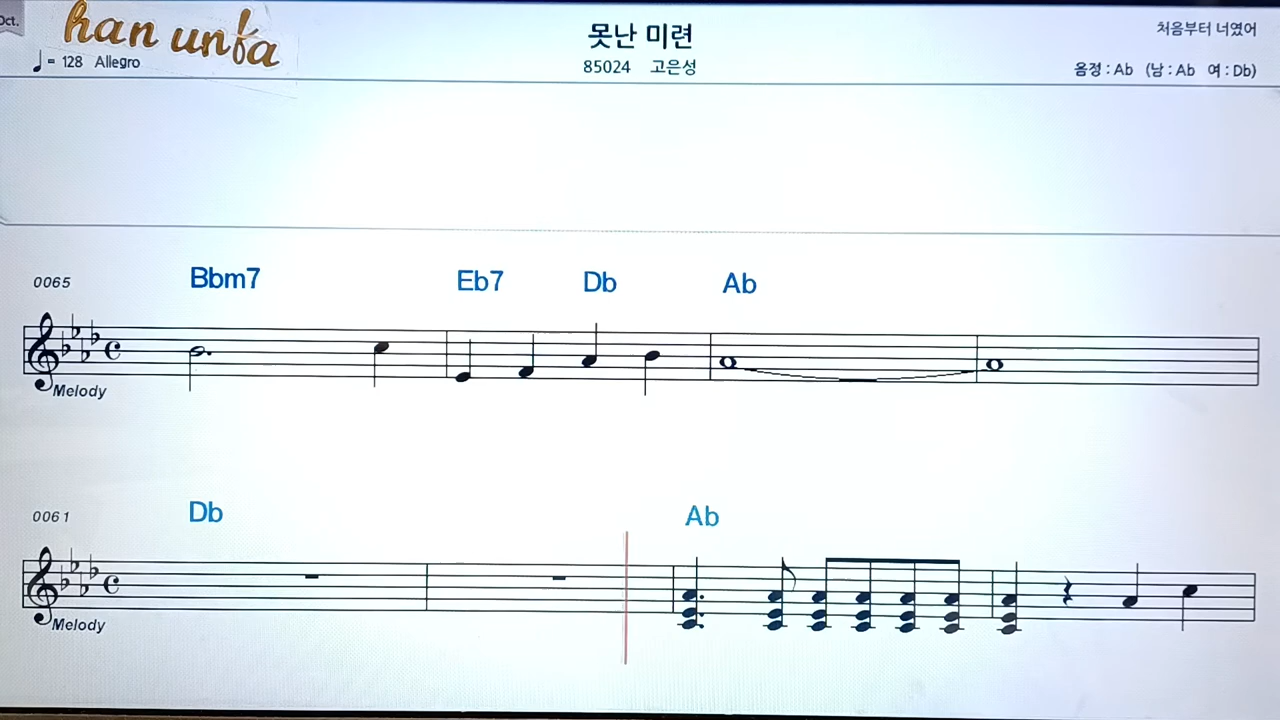 Oct.
han unfa
♩= 128 Allegro
못난 미련
85024 고은성
처음부터 너였어
음정 : Ab (남 : Ab 여 : Db)
0065
Bbm7 Eb7 Db Ab
Melody
0061
Db Ab
Melody